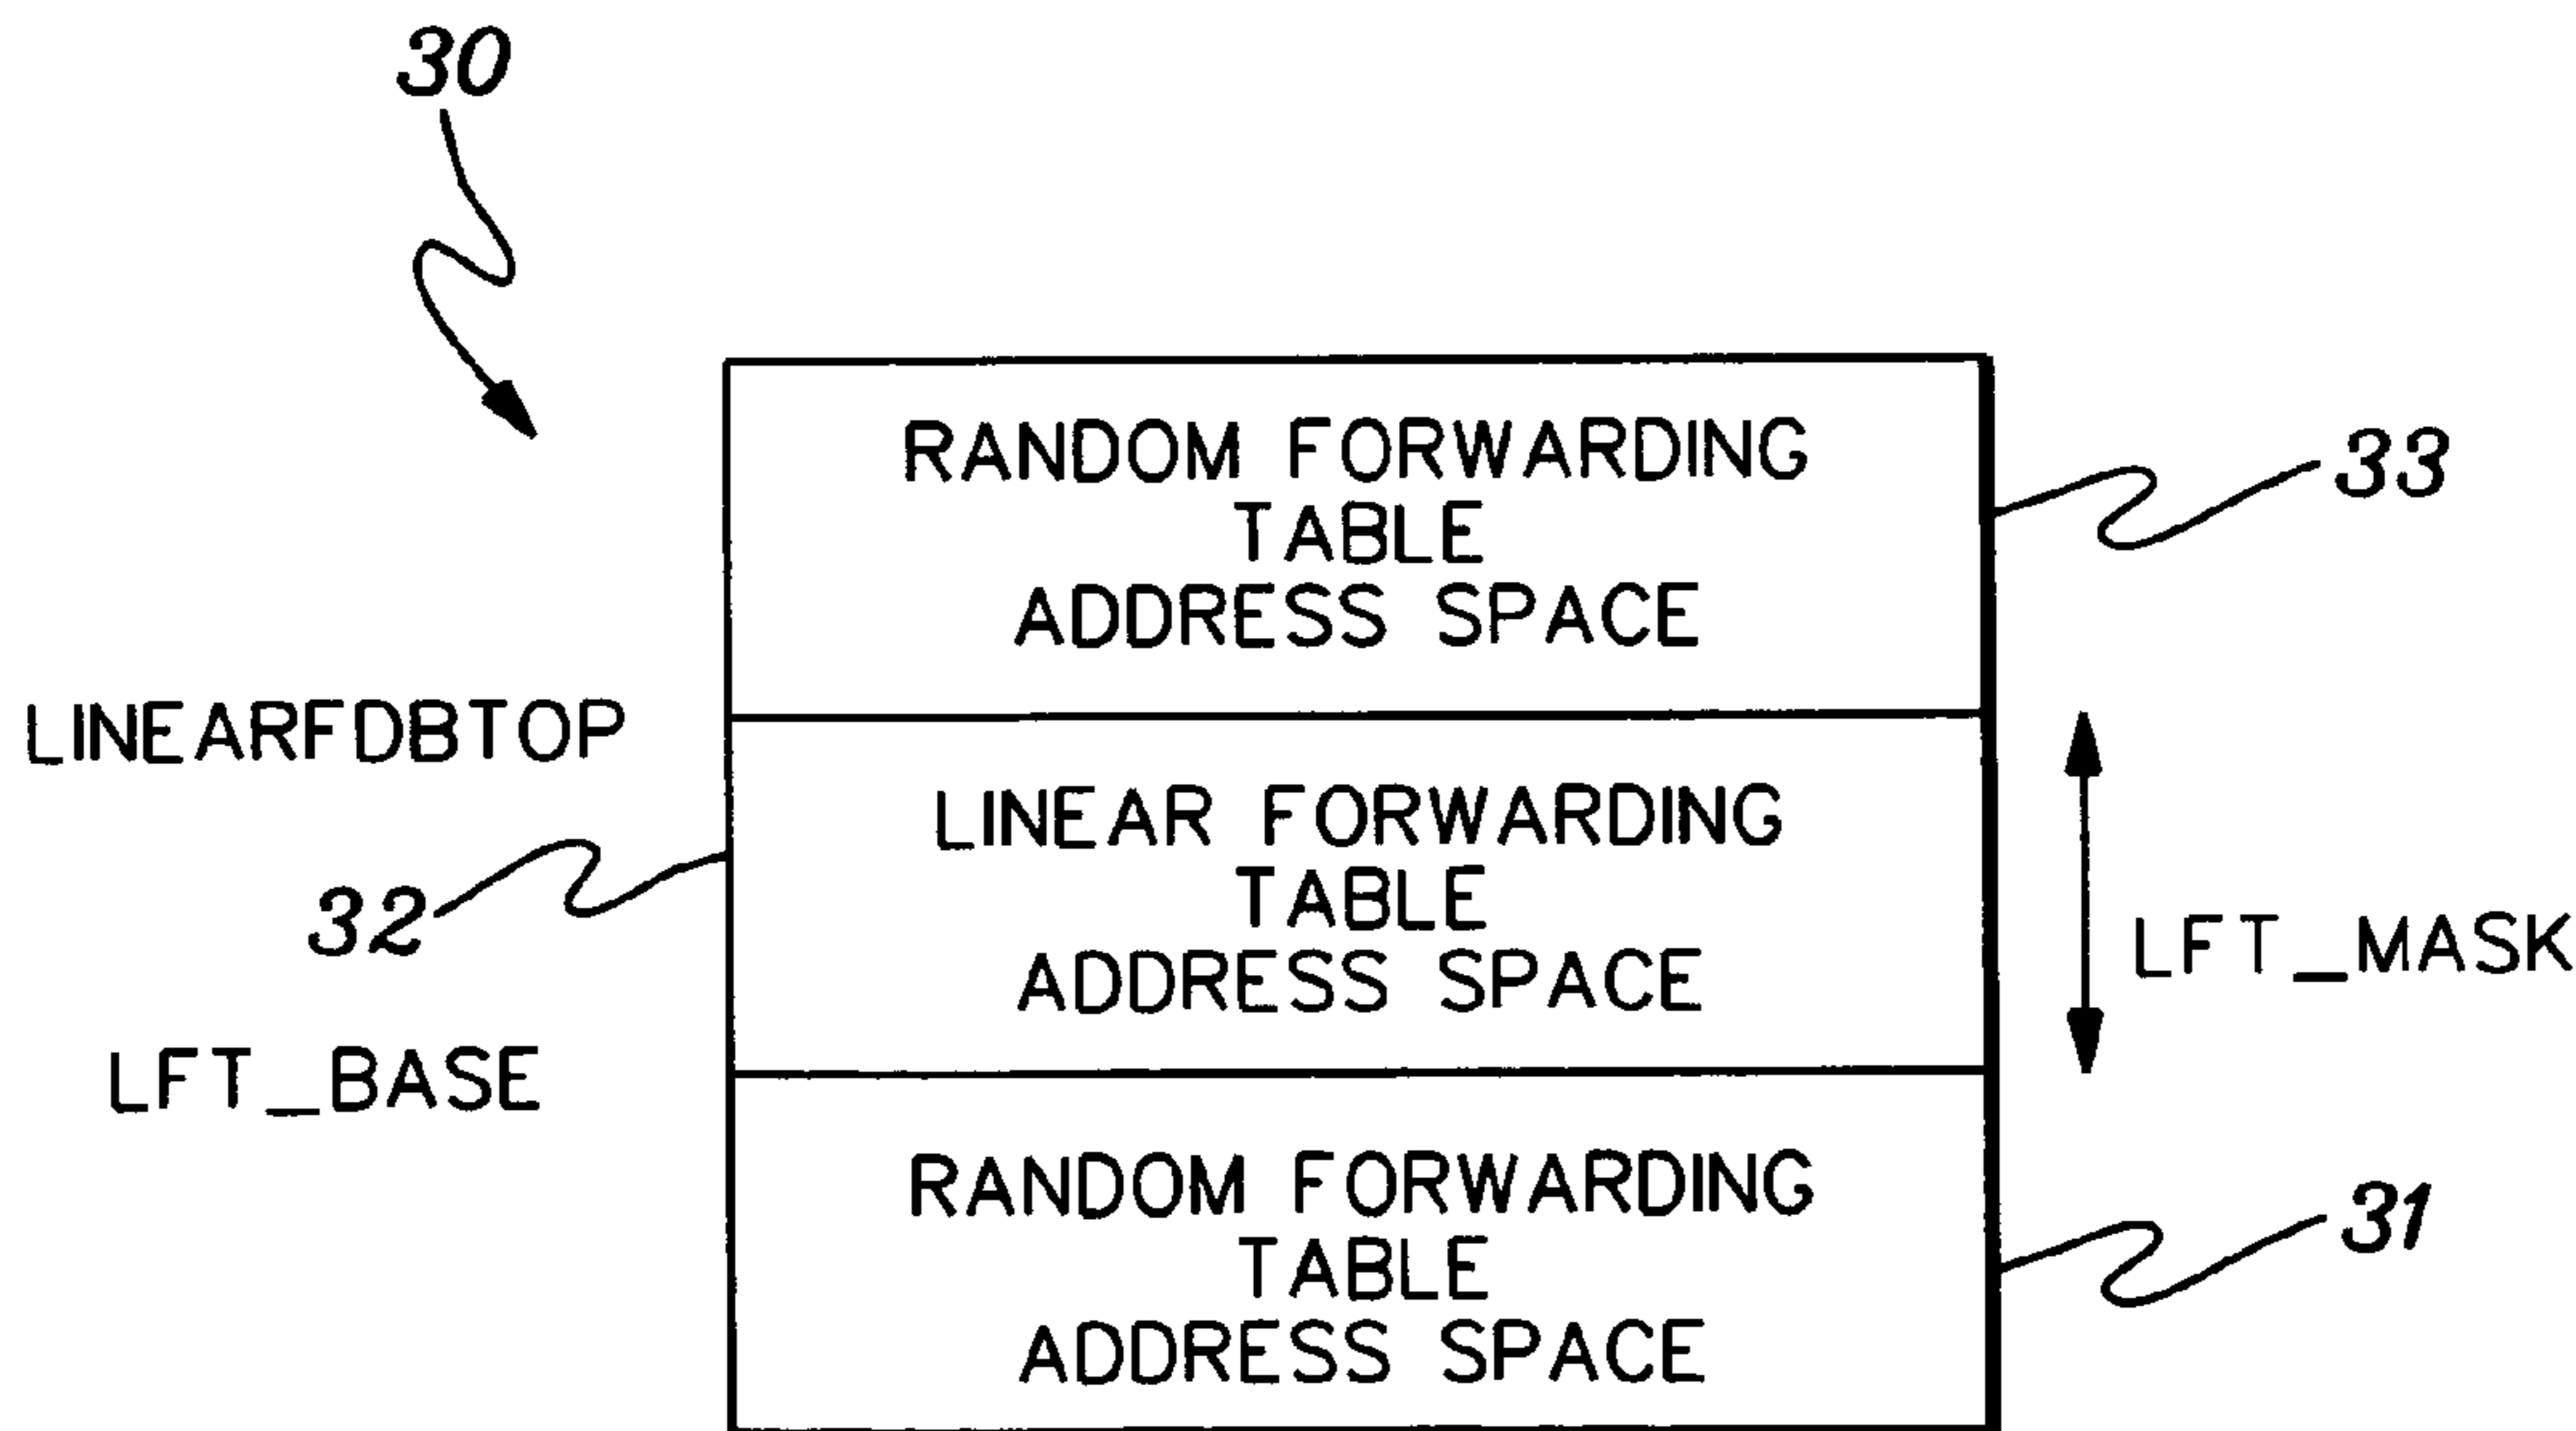 30
RANDOM FORWARDING
TABLE
ADDRESS SPACE
33
LINEARFDBTOP
LINEAR FORWARDING
TABLE
ADDRESS SPACE
32
LFT_MASK
LFT_BASE
RANDOM FORWARDING
TABLE
ADDRESS SPACE
31